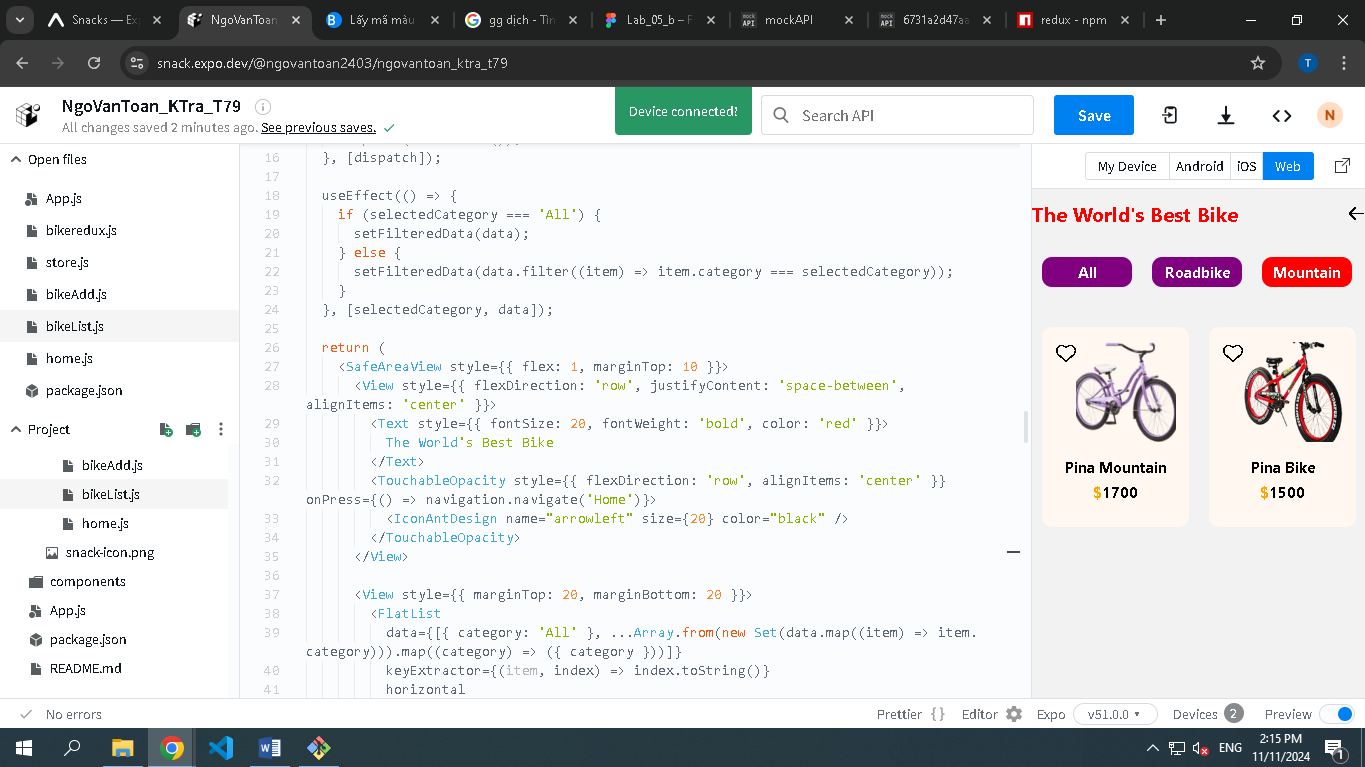 Snacks — Exp
NgoVanToan
Lấy mã màu
gg dịch - Tìn
Lab_05_b – F
mockAPI
6731a2d47aa
redux - npm
snack.expo.dev/@ngovantoan2403/ngovantoan_ktra_t79
T
NgoVanToan_KTra_T79
All changes saved 2 minutes ago. See previous saves.
Device connected!
Search API
Save
N
Open files
App.js
bikeredux.js
store.js
bikeAdd.js
bikeList.js
home.js
package.json
Project
bikeAdd.js
bikeList.js
home.js
snack-icon.png
components
App.js
package.json
README.md
16 }, [dispatch]);
17
18 useEffect(() => {
19 if (selectedCategory === 'All') {
20 setFilteredData(data);
21 } else {
22 setFilteredData(data.filter((item) => item.category === selectedCategory));
23 }
24 }, [selectedCategory, data]);
25
26 return (
27 <SafeAreaView style={{ flex: 1, marginTop: 10 }}>
28 <View style={{ flexDirection: 'row', justifyContent: 'space-between',
alignItems: 'center' }}>
29 <Text style={{ fontSize: 20, fontWeight: 'bold', color: 'red' }}>
30 The World's Best Bike
31 </Text>
32 <TouchableOpacity style={{ flexDirection: 'row', alignItems: 'center' }}
onPress={() => navigation.navigate('Home')}>
33 <IconAntDesign name="arrowleft" size={20} color="black" />
34 </TouchableOpacity>
35 </View>
36
37 <View style={{ marginTop: 20, marginBottom: 20 }}>
38 <FlatList
39 data={[{ category: 'All' }, ...Array.from(new Set(data.map((item) => item.
category))).map((category) => ({ category }))]}
40 keyExtractor={(item, index) => index.toString()}
41 horizontal
My Device Android iOS Web
The World's Best Bike
All Roadbike Mountain
Pina Mountain
$1700
Pina Bike
$1500
No errors
Prettier {} Editor Expo v51.0.0 Devices 2 Preview
ENG
2:15 PM
11/11/2024
1